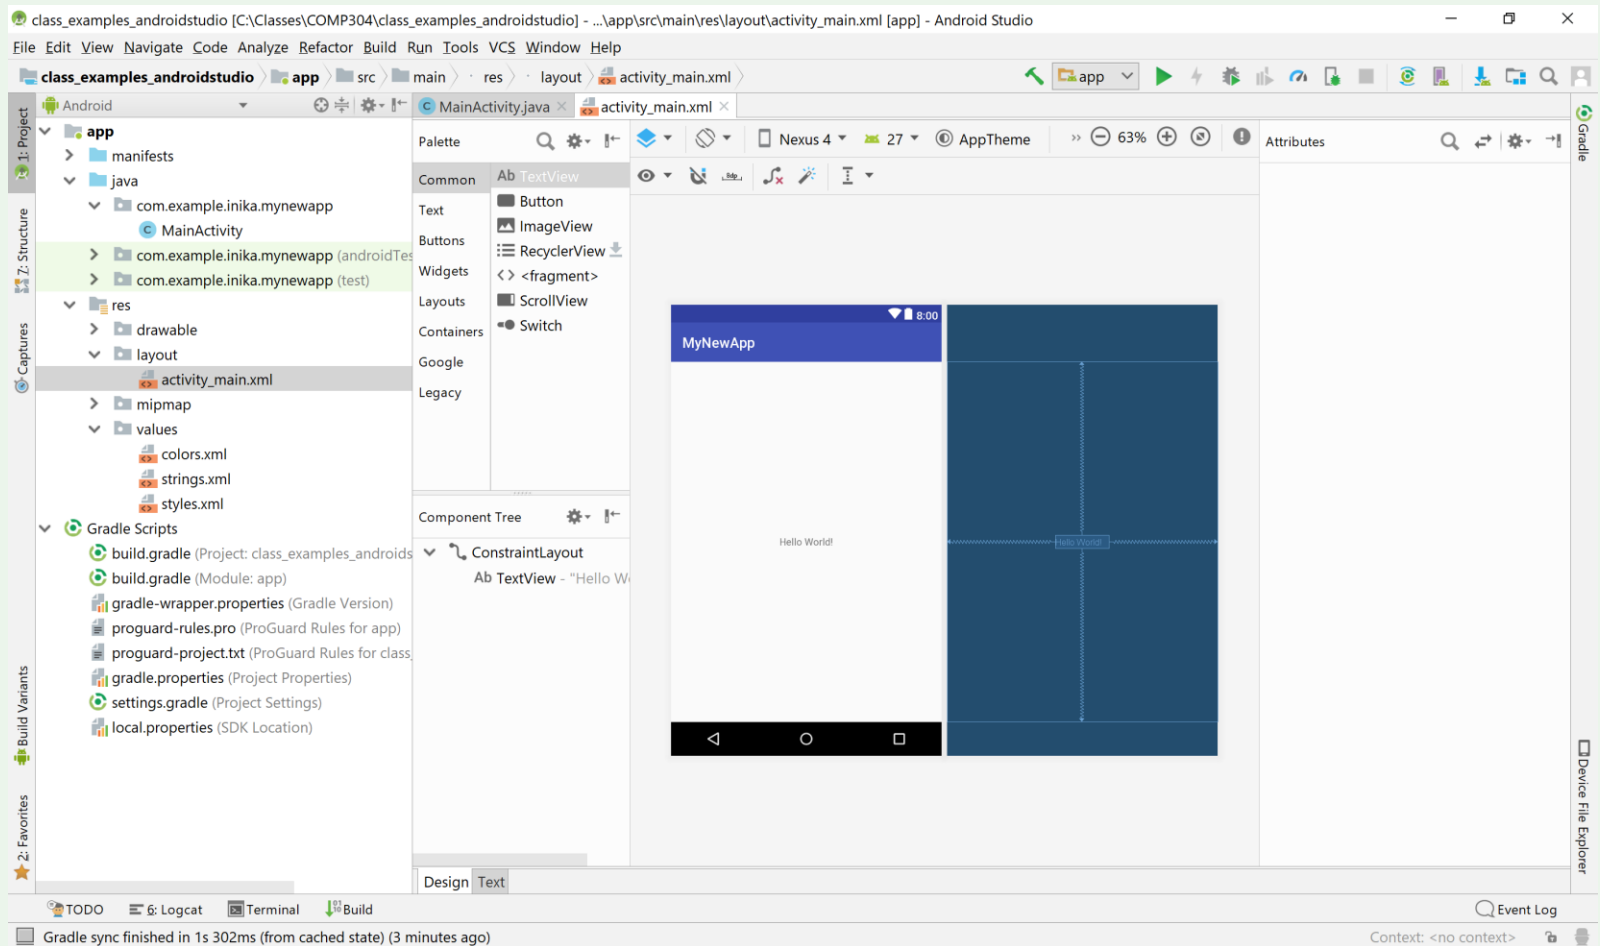 class_examples_androidstudio [C:\Classes\COMP304\class_examples_androidstudio] - ...\app\src\main\res\layout\activity_main.xml [app] - Android Studio
File Edit View Navigate Code Analyze Refactor Build Run Tools VCS Window Help
class_examples_androidstudio app src main res layout activity_main.xml app
1: Project
Z: Structure
Captures
Build Variants
2: Favorites
Android
app
manifests
java
com.example.inika.mynewapp
MainActivity
com.example.inika.mynewapp (androidTes
com.example.inika.mynewapp (test)
res
drawable
layout
activity_main.xml
mipmap
values
colors.xml
strings.xml
styles.xml
Gradle Scripts
build.gradle (Project: class_examples_androids
build.gradle (Module: app)
gradle-wrapper.properties (Gradle Version)
proguard-rules.pro (ProGuard Rules for app)
proguard-project.txt (ProGuard Rules for class_
gradle.properties (Project Properties)
settings.gradle (Project Settings)
local.properties (SDK Location)
MainActivity.java activity_main.xml
Palette
Common
Text
Buttons
Widgets
Layouts
Containers
Google
Legacy
Ab TextView
Button
ImageView
RecyclerView
<fragment>
ScrollView
Switch
Component Tree
ConstraintLayout
Ab TextView - "Hello Wo
Nexus 4 27 AppTheme » 63%
8dp
8:00
MyNewApp
Hello World!
Hello World!
Attributes
Gradle
Device File Explorer
Design Text
TODO 6: Logcat Terminal Build Event Log
Gradle sync finished in 1s 302ms (from cached state) (3 minutes ago) Context: <no context>